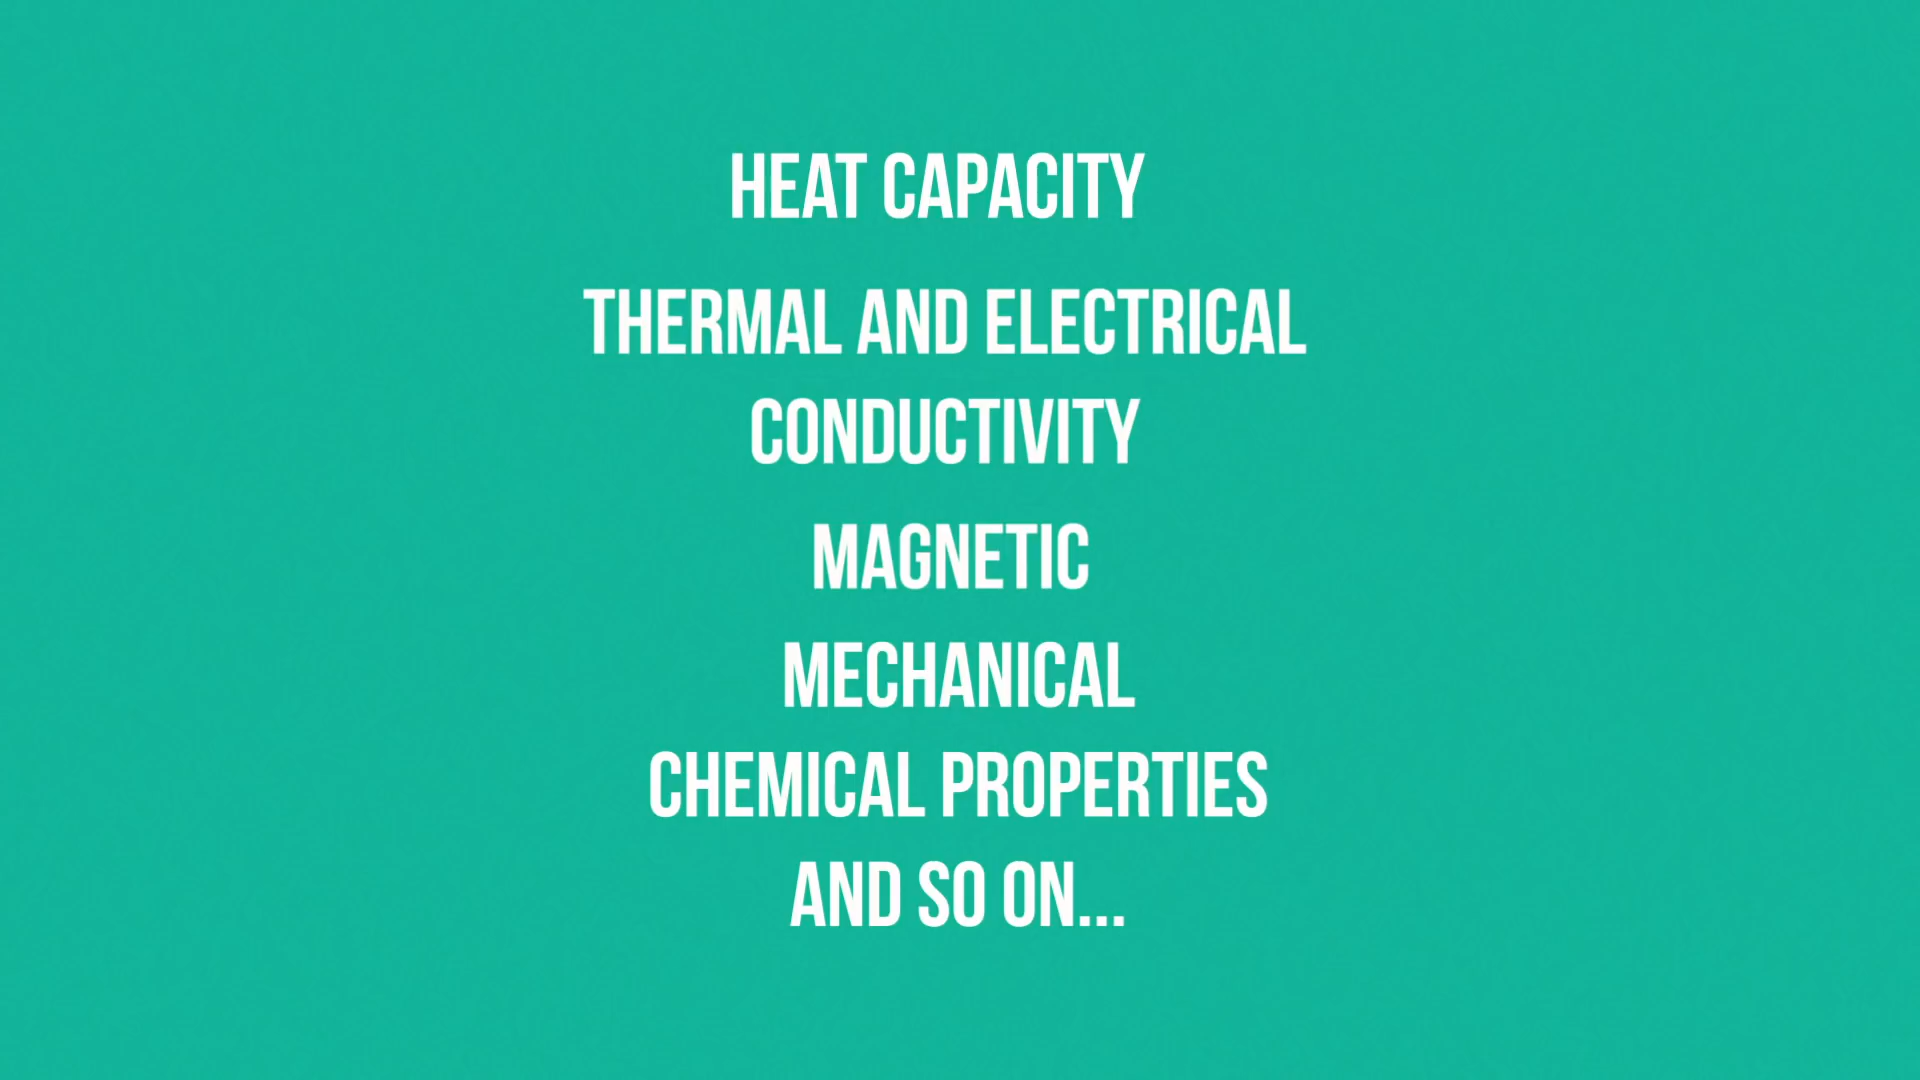 HEAT CAPACITY
THERMAL AND ELECTRICAL
CONDUCTIVITY
MAGNETIC
MECHANICAL
CHEMICAL PROPERTIES
AND SO ON...